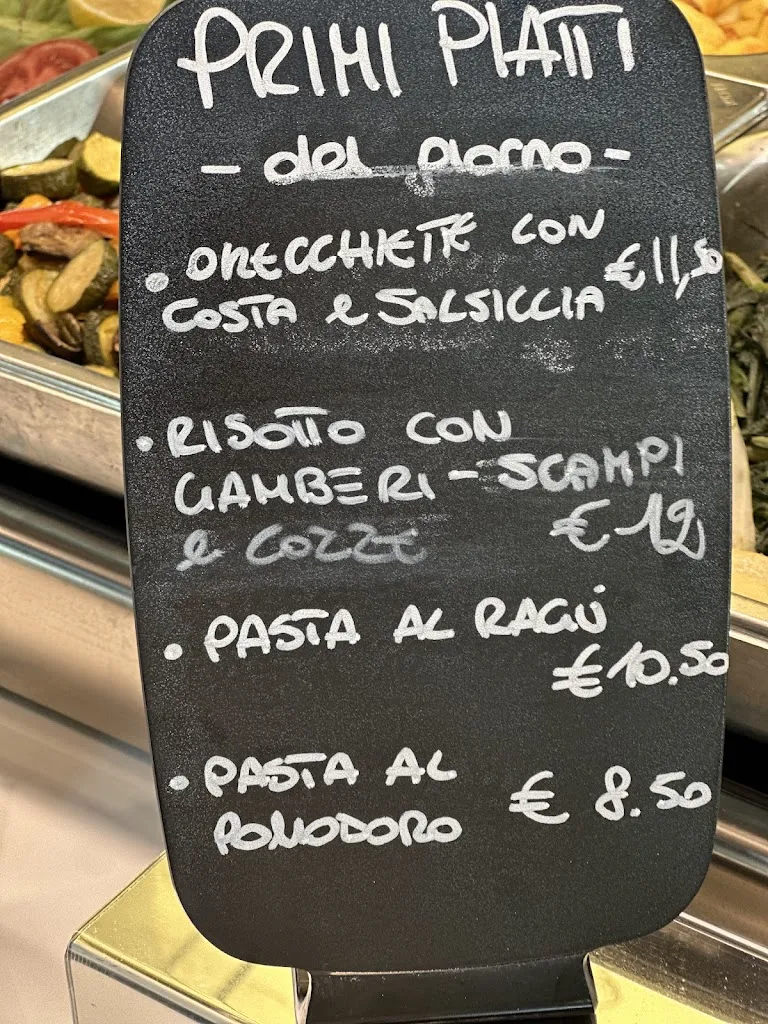 PRIMI PIATTI
- del giorno -
• ORECCHIETTE CON
COSTA e SALSICCIA €11,50
• RISOTTO CON
GAMBERI - SCAMPI
e COZZE €12
• PASTA AL RAGÙ
€10.50
• PASTA AL
POMODORO € 8.50